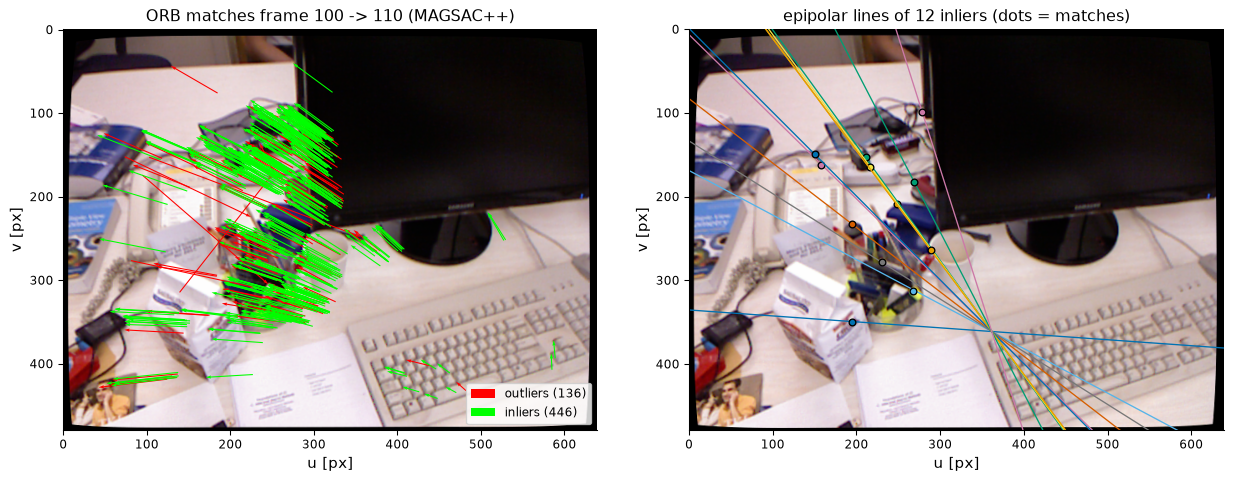 ORB matches frame 100 -> 110 (MAGSAC++)
0
100
200
300
400
v [px]
0 100 200 300 400 500 600
u [px]
SAMSUNG
outliers (136)
inliers (446)
epipolar lines of 12 inliers (dots = matches)
0
100
200
300
400
v [px]
0 100 200 300 400 500 600
u [px]
SAMSUNG